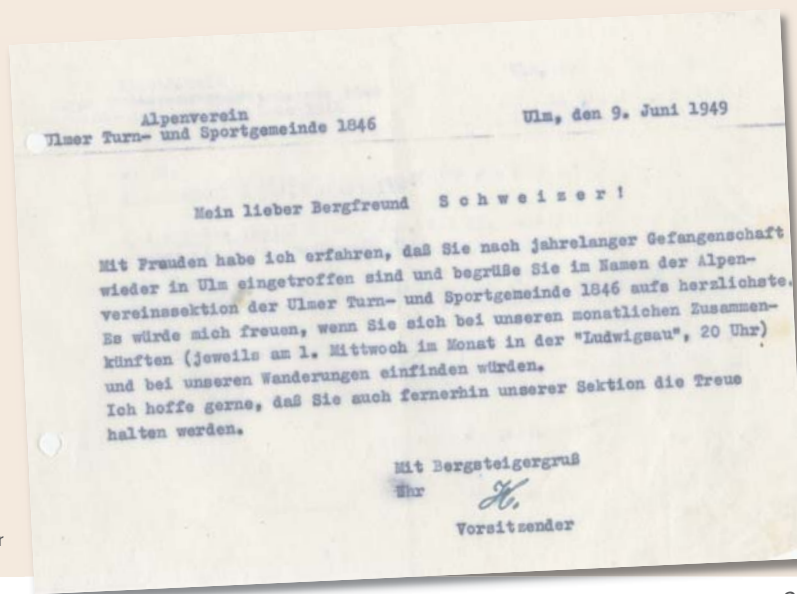 Alpenverein
Ulmer Turn- und Sportgemeinde 1846
Ulm, den 9. Juni 1949
Mein lieber Bergfreund S c h w e i z e r !
Mit Freuden habe ich erfahren, daß Sie nach jahrelanger Gefangenschaft
wieder in Ulm eingetroffen sind und begrüße Sie im Namen der Alpen-
vereinssektion der Ulmer Turn- und Sportgemeinde 1846 aufs herzlichste.
Es würde mich freuen, wenn Sie sich bei unseren monatlichen Zusammen-
künften (jeweils am 1. Mittwoch im Monat in der "Ludwigsau", 20 Uhr)
und bei unseren Wanderungen einfinden würden.
Ich hoffe gerne, daß Sie auch fernerhin unserer Sektion die Treue
halten werden.
Mit Bergsteigergruß
Ihr
H.
Vorsitzender
r